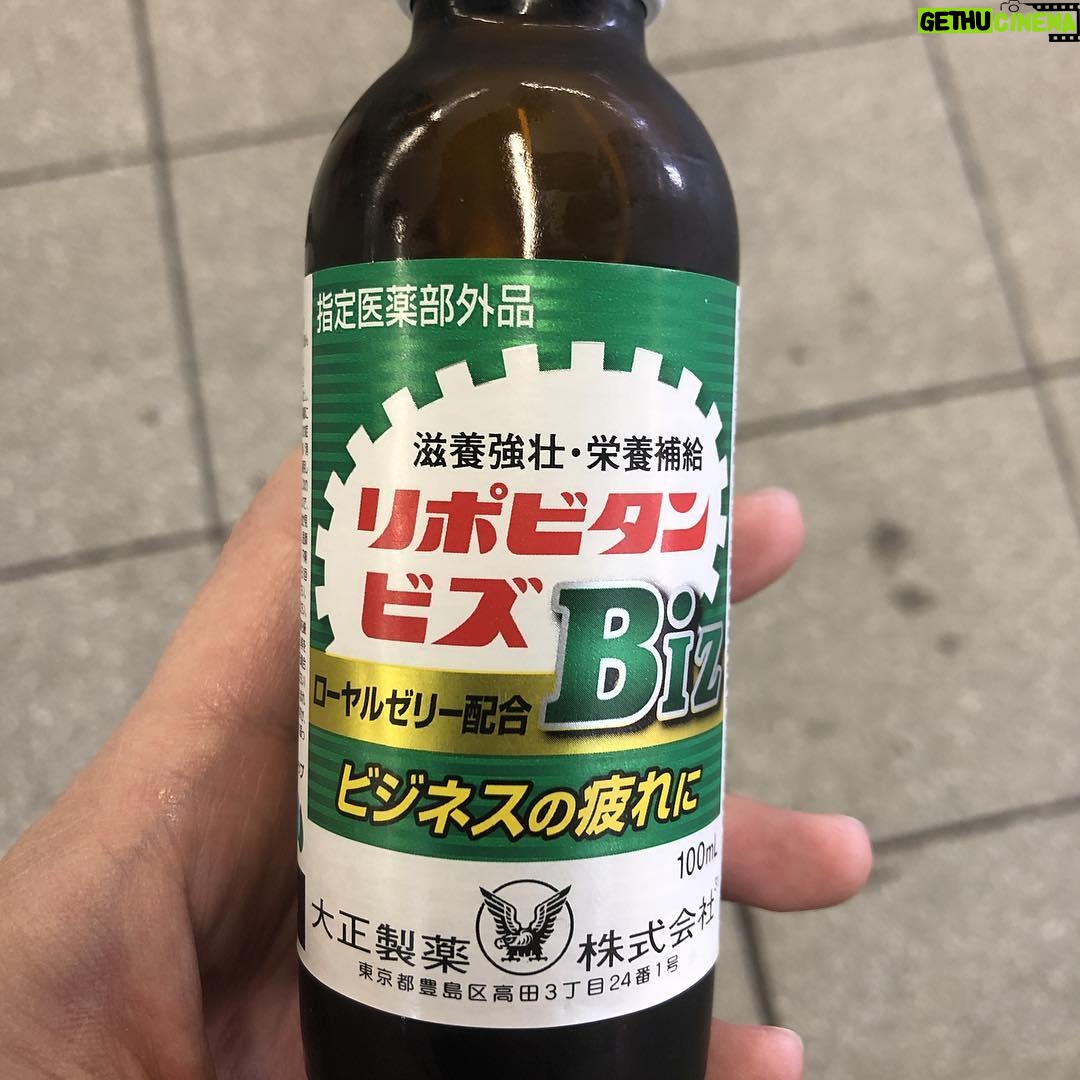 GETHUCINEMA
指定医薬部外品
滋養強壮・栄養補給
リポビタン
ビズ Biz
ローヤルゼリー配合
ビジネスの疲れに
100mL
大正製薬 株式会社
東京都豊島区高田3丁目24番1号